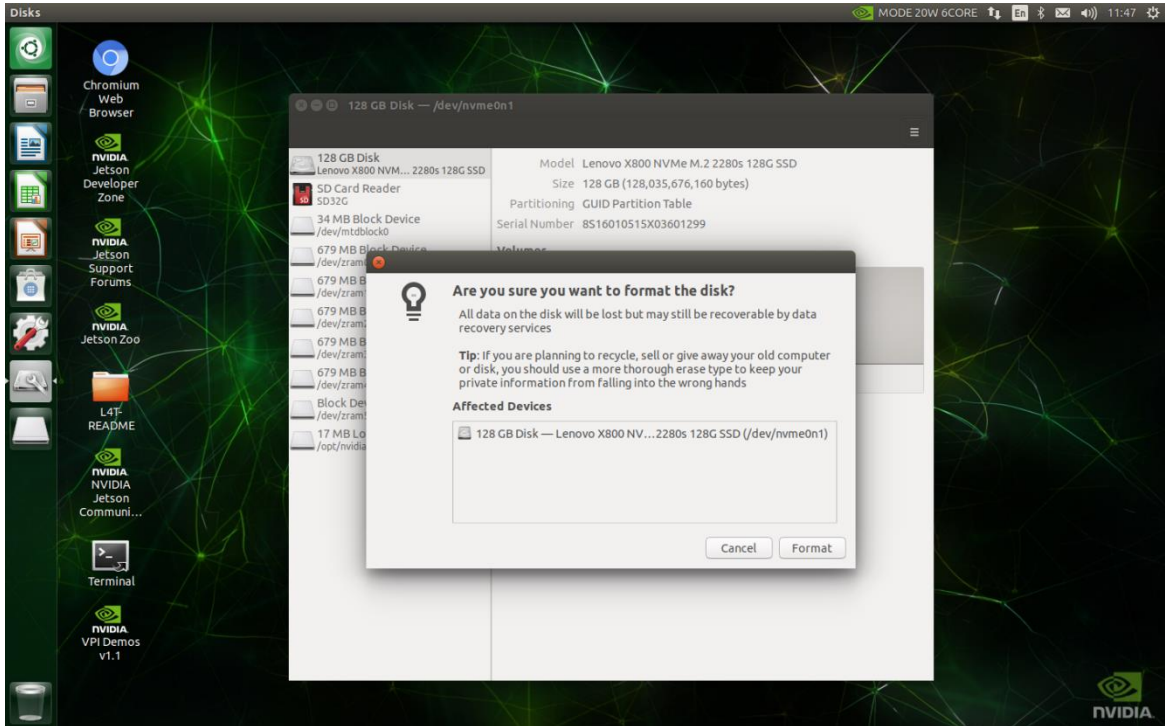 Disks
MODE 20W 6CORE
En
11:47
Chromium
Web
Browser
NVIDIA
Jetson
Developer
Zone
NVIDIA
Jetson
Support
Forums
NVIDIA
Jetson Zoo
L4T-
README
NVIDIA
NVIDIA
Jetson
Communi...
Terminal
NVIDIA
VPI Demos
v1.1
128 GB Disk — /dev/nvme0n1
128 GB Disk
Lenovo X800 NVM... 2280s 128G SSD
SD Card Reader
SD32G
34 MB Block Device
/dev/mtdblock0
679 MB Block Device
/dev/zram
679 MB B
/dev/zram
679 MB B
/dev/zram
679 MB B
/dev/zram
679 MB B
/dev/zram
Block De
/dev/zram
17 MB Lo
/opt/nvidia
Model Lenovo X800 NVMe M.2 2280s 128G SSD
Size 128 GB (128,035,676,160 bytes)
Partitioning GUID Partition Table
Serial Number 8S16010515X03601299
Volumes
Are you sure you want to format the disk?
All data on the disk will be lost but may still be recoverable by data
recovery services
Tip: If you are planning to recycle, sell or give away your old computer
or disk, you should use a more thorough erase type to keep your
private information from falling into the wrong hands
Affected Devices
128 GB Disk — Lenovo X800 NV...2280s 128G SSD (/dev/nvme0n1)
Cancel
Format
NVIDIA